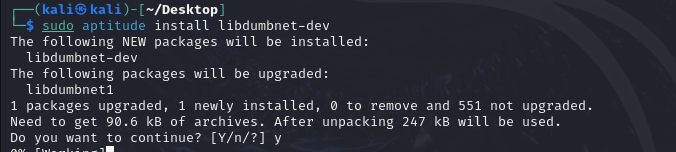 (kali㉿kali)-[~/Desktop]
$ sudo aptitude install libdumbnet-dev
The following NEW packages will be installed:
libdumbnet-dev
The following packages will be upgraded:
libdumbnet1
1 packages upgraded, 1 newly installed, 0 to remove and 551 not upgraded.
Need to get 90.6 kB of archives. After unpacking 247 kB will be used.
Do you want to continue? [Y/n/?] y
0% [Working]